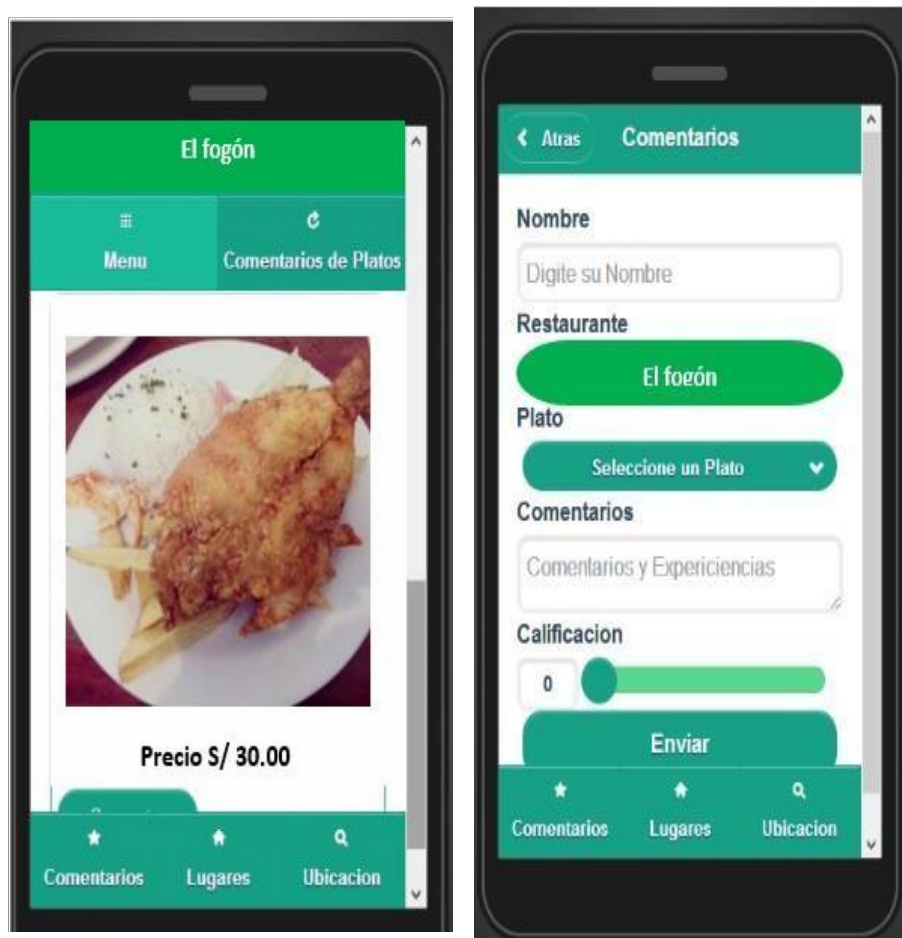 El fogón
Menu
Comentarios de Platos
Precio S/ 30.00
Comentarios
Lugares
Ubicacion
Atras
Comentarios
Nombre
Digite su Nombre
Restaurante
El fogón
Plato
Seleccione un Plato
Comentarios
Comentarios y Expericiencias
Calificacion
0
Enviar
Comentarios
Lugares
Ubicacion